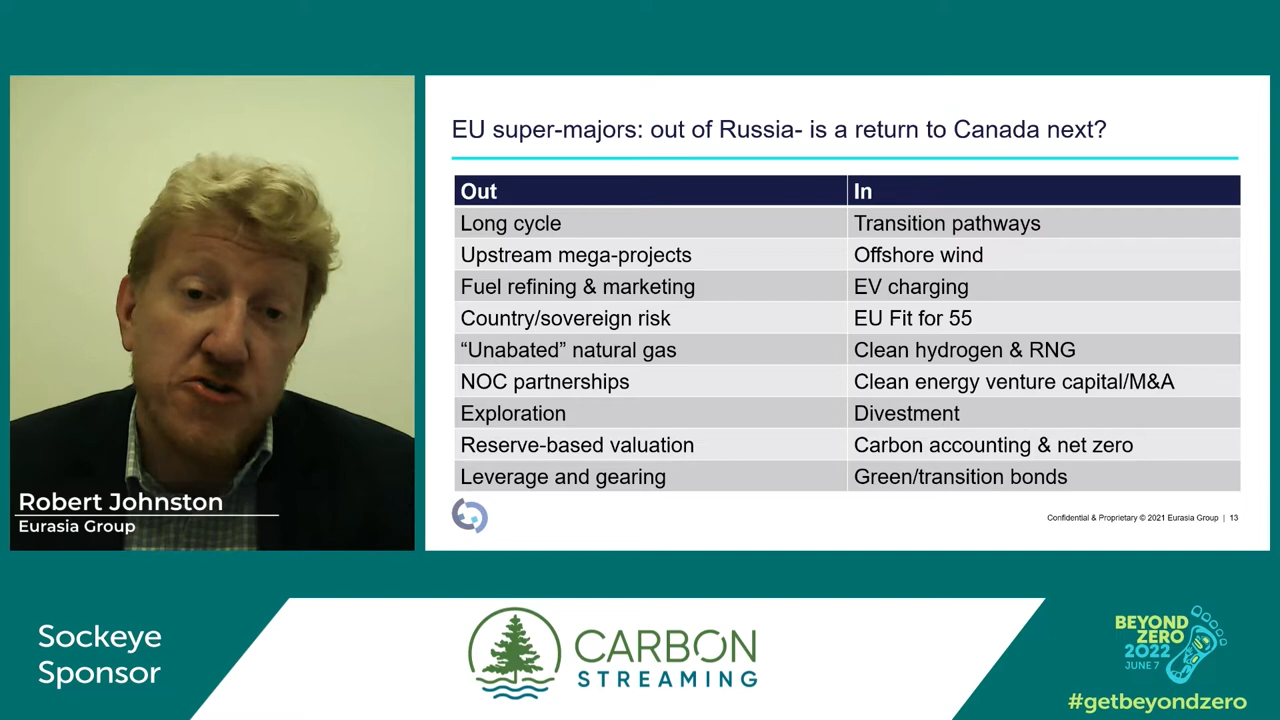 EU super-majors: out of Russia- is a return to Canada next?
Out In
Long cycle Transition pathways
Upstream mega-projects Offshore wind
Fuel refining & marketing EV charging
Country/sovereign risk EU Fit for 55
“Unabated” natural gas Clean hydrogen & RNG
NOC partnerships Clean energy venture capital/M&A
Exploration Divestment
Reserve-based valuation Carbon accounting & net zero
Leverage and gearing Green/transition bonds
Confidential & Proprietary © 2021 Eurasia Group | 13
Robert Johnston
Eurasia Group
Sockeye
Sponsor
CARBON
STREAMING
BEYOND
ZERO
2022
JUNE 7
#getbeyondzero